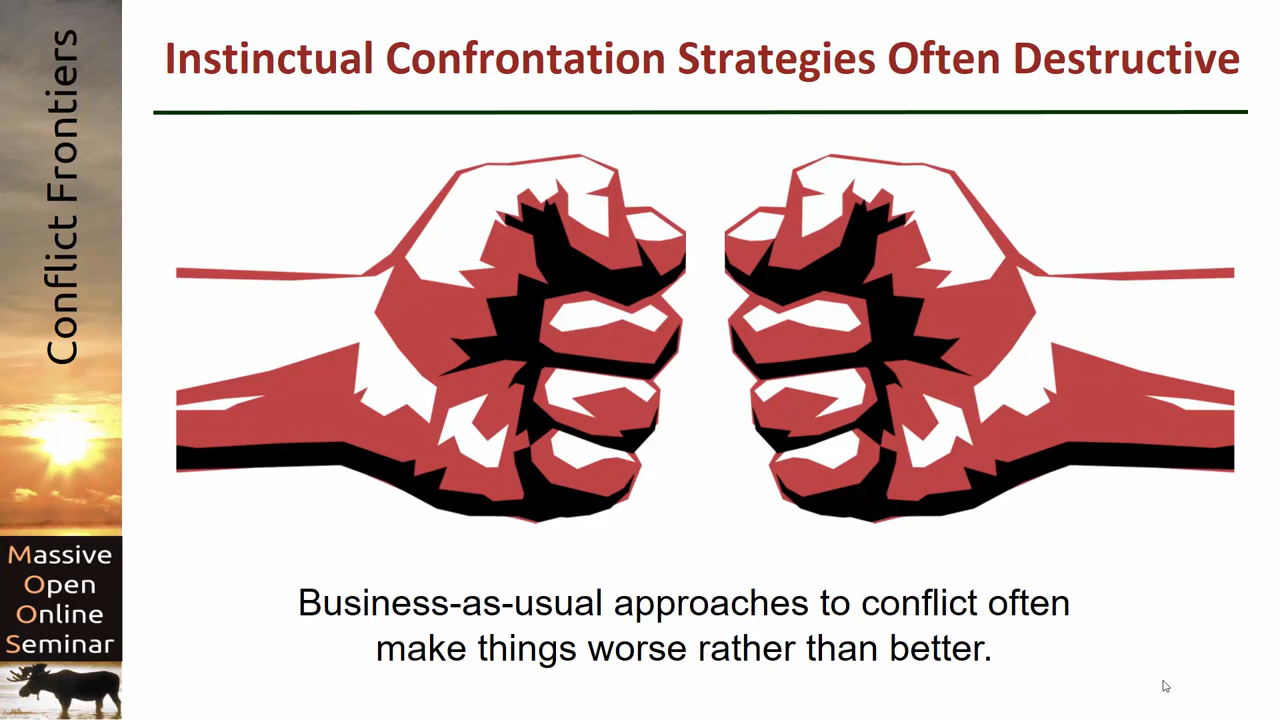 Conflict Frontiers
Instinctual Confrontation Strategies Often Destructive
Business-as-usual approaches to conflict often
make things worse rather than better.
Massive
Open
Online
Seminar